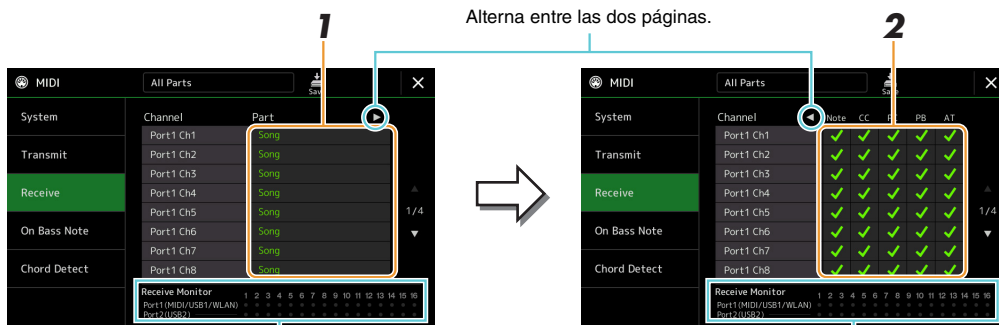 Alterna entre las dos páginas.
1
MIDI
All Parts
Save
System
Transmit
Receive
On Bass Note
Chord Detect
Channel Part
Port1 Ch1 Song
Port1 Ch2 Song
Port1 Ch3 Song
Port1 Ch4 Song
Port1 Ch5 Song
Port1 Ch6 Song
Port1 Ch7 Song
Port1 Ch8 Song
1/4
Receive Monitor 1 2 3 4 5 6 7 8 9 10 11 12 13 14 15 16
Port1(MIDI/USB1/WLAN)
Port2(USB2)
2
MIDI
All Parts
Save
System
Transmit
Receive
On Bass Note
Chord Detect
Channel Note CC PC PB AT
Port1 Ch1
Port1 Ch2
Port1 Ch3
Port1 Ch4
Port1 Ch5
Port1 Ch6
Port1 Ch7
Port1 Ch8
1/4
Receive Monitor 1 2 3 4 5 6 7 8 9 10 11 12 13 14 15 16
Port1(MIDI/USB1/WLAN)
Port2(USB2)